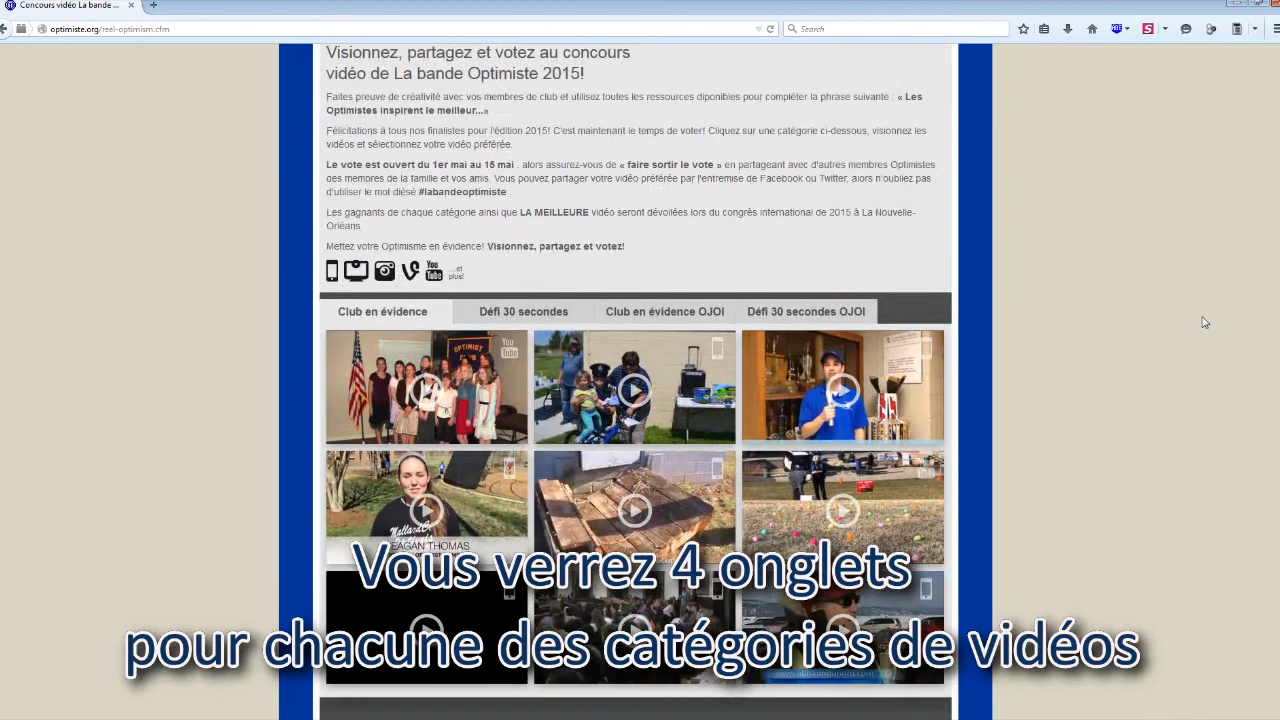 Concours vidéo La bande ...
optimiste.org/reel-optimism.cfm
Search
Visionnez, partagez et votez au concours
vidéo de La bande Optimiste 2015!
Faites preuve de créativité avec vos membres de club et utilisez toutes les ressources diponibles pour compléter la phrase suivante : « Les
Optimistes inspirent le meilleur...»
Félicitations à tous nos finalistes pour l'édition 2015! C'est maintenant le temps de voter! Cliquez sur une catégorie ci-dessous, visionnez les
vidéos et sélectionnez votre vidéo préférée.
Le vote est ouvert du 1er mai au 15 mai , alors assurez-vous de « faire sortir le vote » en partageant avec d'autres membres Optimistes
des membres de la famille et vos amis. Vous pouvez partager votre vidéo préférée par l'entremise de Facebook ou Twitter, alors n'oubliez pas
d'utiliser le mot dièse #labandeoptimiste
Les gagnants de chaque catégorie ainsi que LA MEILLEURE vidéo seront dévoilées lors du congrès international de 2015 à La Nouvelle-
Orléans.
Mettez votre Optimisme en évidence! Visionnez, partagez et votez!
You Tube
...et
plus!
Club en évidence Défi 30 secondes Club en évidence OJOI Défi 30 secondes OJOI
OPTIMIST
CLUB
You
Tube
EAGAN THOMAS
Vous verrez 4 onglets
pour chacune des catégories de vidéos